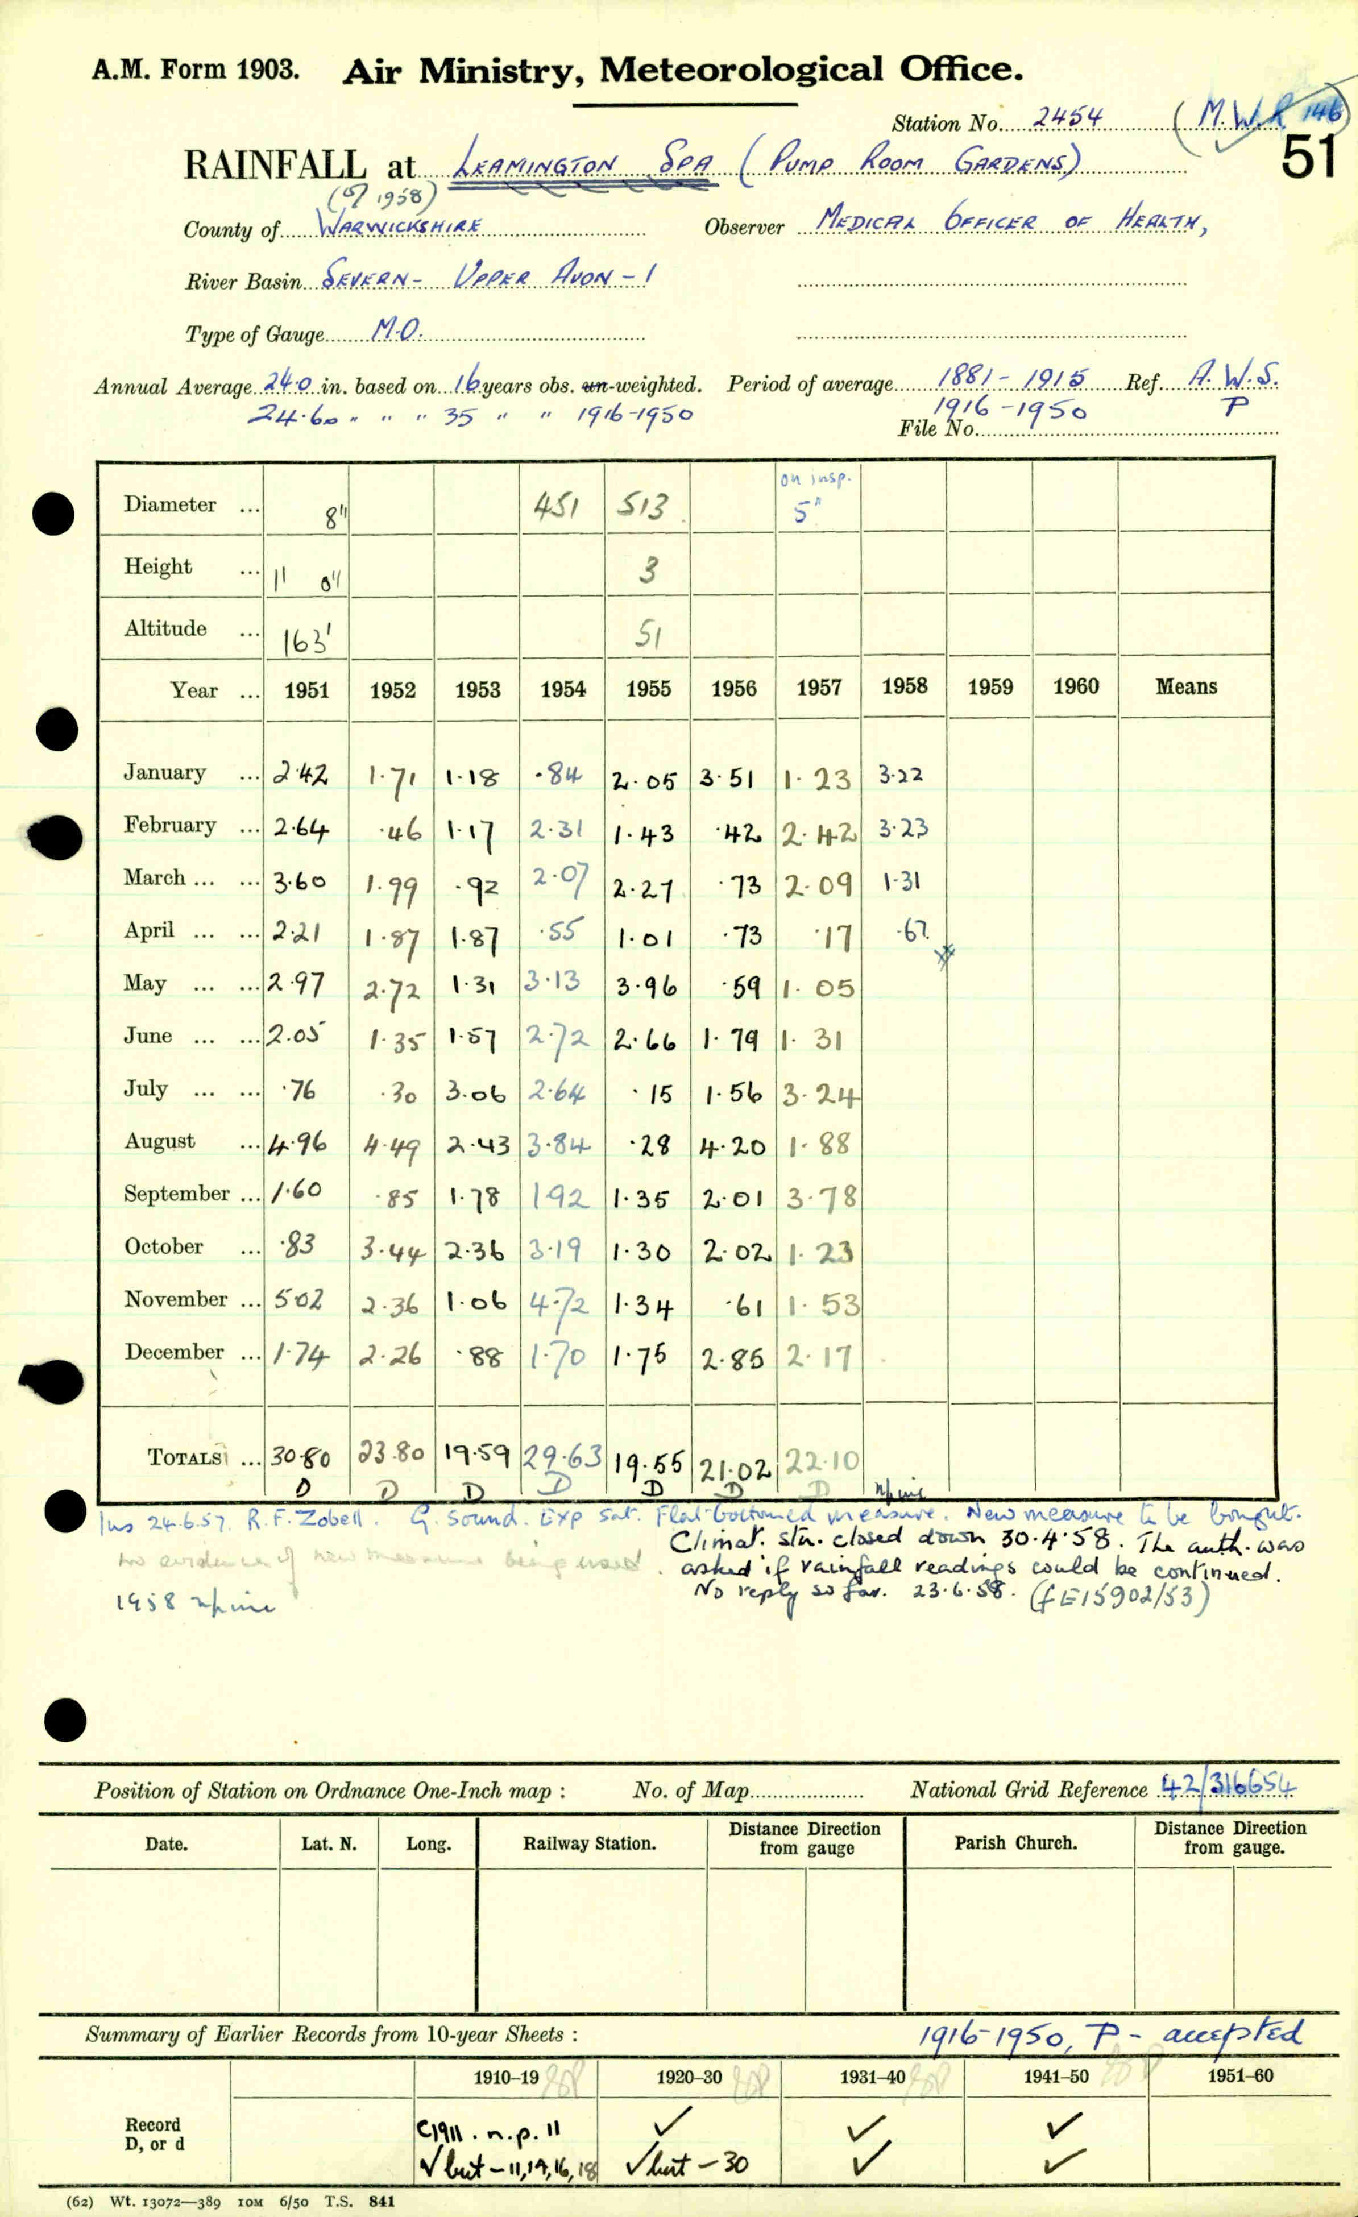 A.M. Form 1903. Air Ministry, Meteorological Office.
Station No. 2454 (M.W.R 146)
51
RAINFALL at LEAMINGTON SPA (PUMP ROOM GARDENS)
County of WARWICKSHIRE Observer MEDICAL OFFICER OF HEALTH,
River Basin SEVERN - UPPER AVON - 1
Type of Gauge M.O.
Annual Average 24.0 in. based on 16 years obs. un-weighted. Period of average 1881 - 1915 Ref. A.W.S.
24.60 " " " 35 " " 1916-1950 1916-1950 P
File No.
on insp.
Diameter ... 8" 451 513 5"
Height ... 1' 0" 3
Altitude ... 163' 51
Year ... 1951 1952 1953 1954 1955 1956 1957 1958 1959 1960 Means
January ... 2.42 1.71 1.18 .84 2.05 3.51 1.23 3.22
February ... 2.64 .46 1.17 2.31 1.43 .42 2.42 3.23
March ... ... 3.60 1.99 .92 2.07 2.27 .73 2.09 1.31
April ... ... 2.21 1.87 1.87 .55 1.01 .73 .17 .67
May ... ... 2.97 2.72 1.31 3.13 3.96 .59 1.05
June ... ... 2.05 1.35 1.57 2.72 2.66 1.79 1.31
July ... ... .76 .30 3.06 2.64 .15 1.56 3.24
August ... 4.96 4.49 2.43 3.84 .28 4.20 1.88
September ... 1.60 .85 1.78 1.92 1.35 2.01 3.78
October ... .83 3.44 2.36 3.19 1.30 2.02 1.23
November ... 5.02 2.36 1.06 4.72 1.34 .61 1.53
December ... 1.74 2.26 .88 1.70 1.75 2.85 2.17
TOTALS ... 30.80 23.80 19.59 29.63 19.55 21.02 22.10
D D D D D D D
Ins 24.6.57. R.F. Zobell. G. Sound. Exp sat. Flat bottomed measure. New measure to be bought.
no evidence of new measure being used.
Climat. stn. closed down 30.4.58. The auth. was
asked if rainfall readings could be continued.
No reply so far. 23.6.58. (f E15902/53)
1958
Position of Station on Ordnance One-Inch map : No. of Map National Grid Reference 42/316654
Date. Lat. N. Long. Railway Station. Distance from Direction gauge Parish Church. Distance from Direction gauge.
Summary of Earlier Records from 10-year Sheets : 1916-1950, P - accepted
1910–19 1920–30 1931–40 1941–50 1951–60
Record D, or d
C1911. n.p. 11 ✓ ✓ ✓
✓ but - 11,14,16,18 ✓ but - 30 ✓ ✓
(62) Wt. 13072—389 10M 6/50 T.S. 841